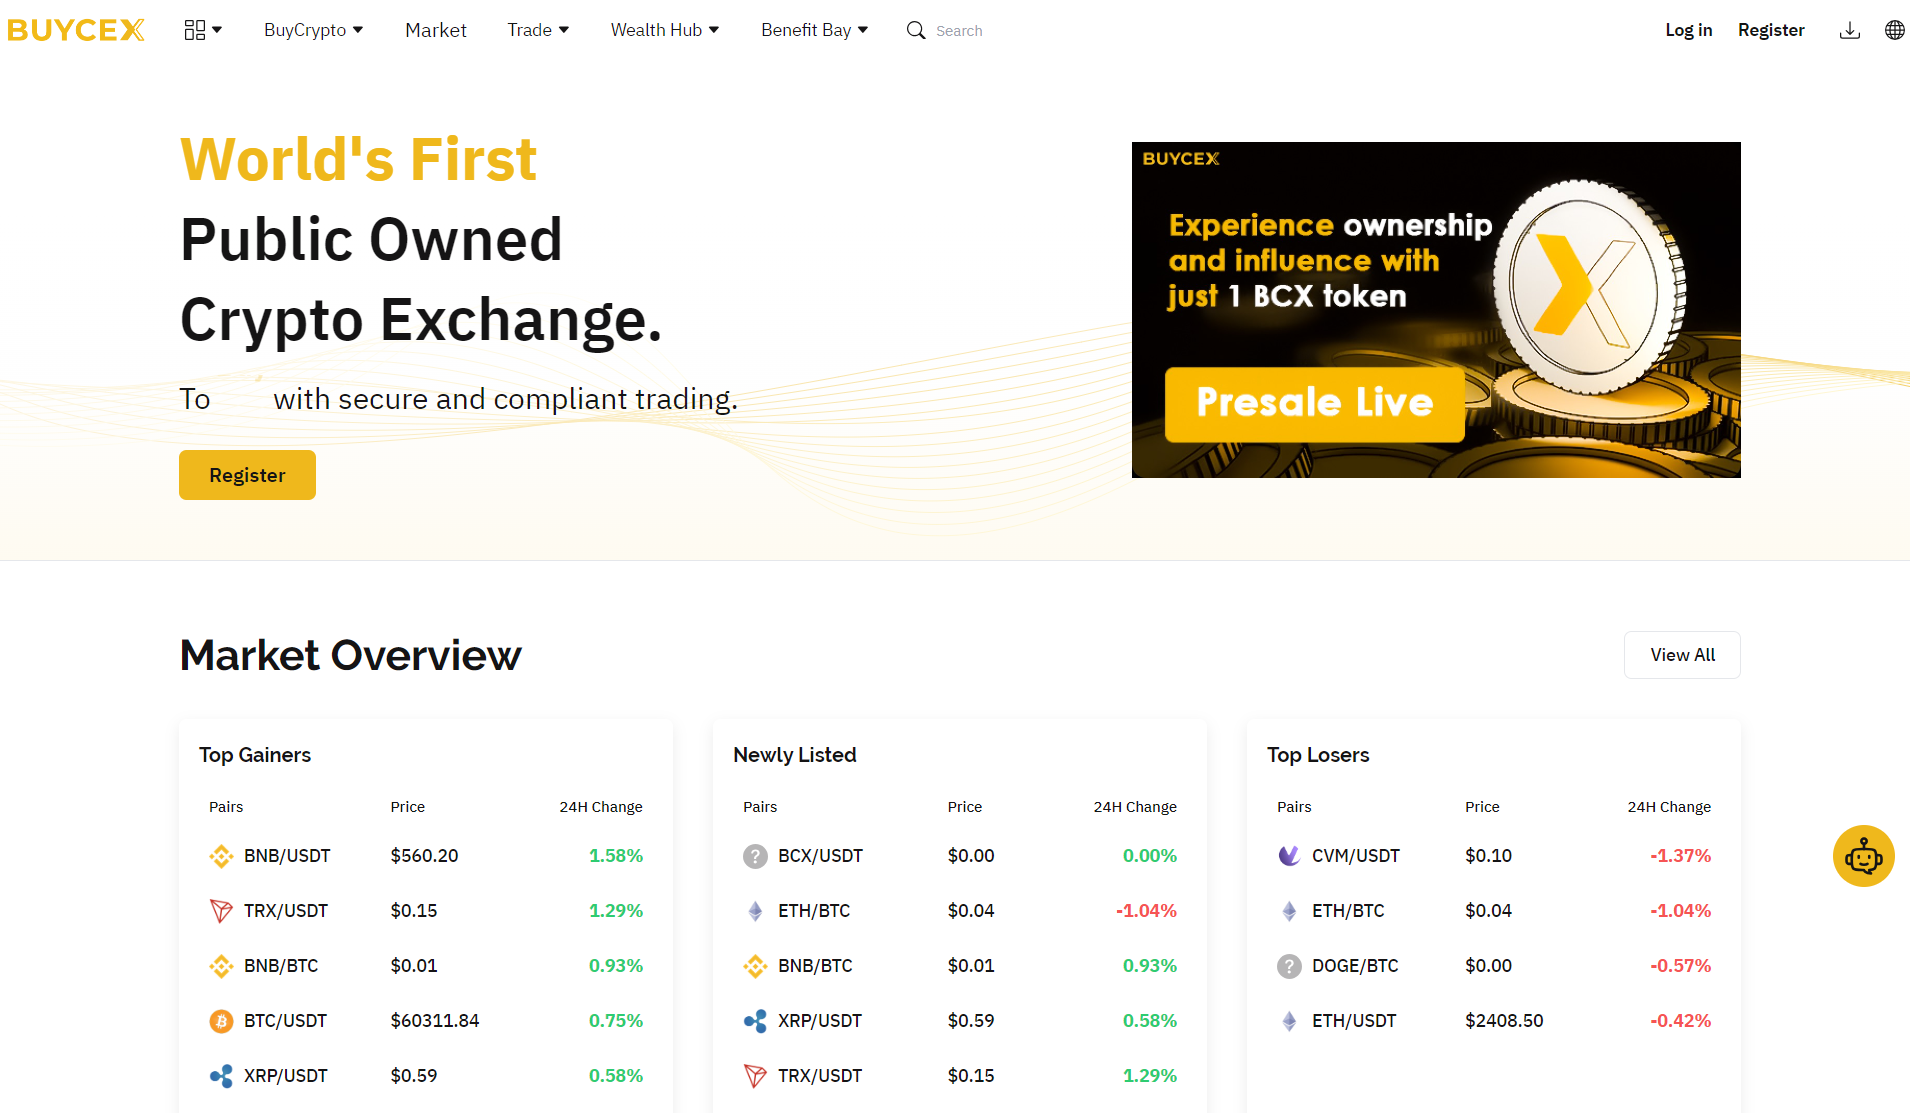 BUYCEX
BuyCrypto
Market
Trade
Wealth Hub
Benefit Bay
Search
Log in
Register
World's First
Public Owned
Crypto Exchange.
To with secure and compliant trading.
Register
BUYCEX
Experience ownership
and influence with
just 1 BCX token
Presale Live
Market Overview
View All
Top Gainers
Pairs Price 24H Change
BNB/USDT $560.20 1.58%
TRX/USDT $0.15 1.29%
BNB/BTC $0.01 0.93%
BTC/USDT $60311.84 0.75%
XRP/USDT $0.59 0.58%
Newly Listed
Pairs Price 24H Change
BCX/USDT $0.00 0.00%
ETH/BTC $0.04 -1.04%
BNB/BTC $0.01 0.93%
XRP/USDT $0.59 0.58%
TRX/USDT $0.15 1.29%
Top Losers
Pairs Price 24H Change
CVM/USDT $0.10 -1.37%
ETH/BTC $0.04 -1.04%
DOGE/BTC $0.00 -0.57%
ETH/USDT $2408.50 -0.42%